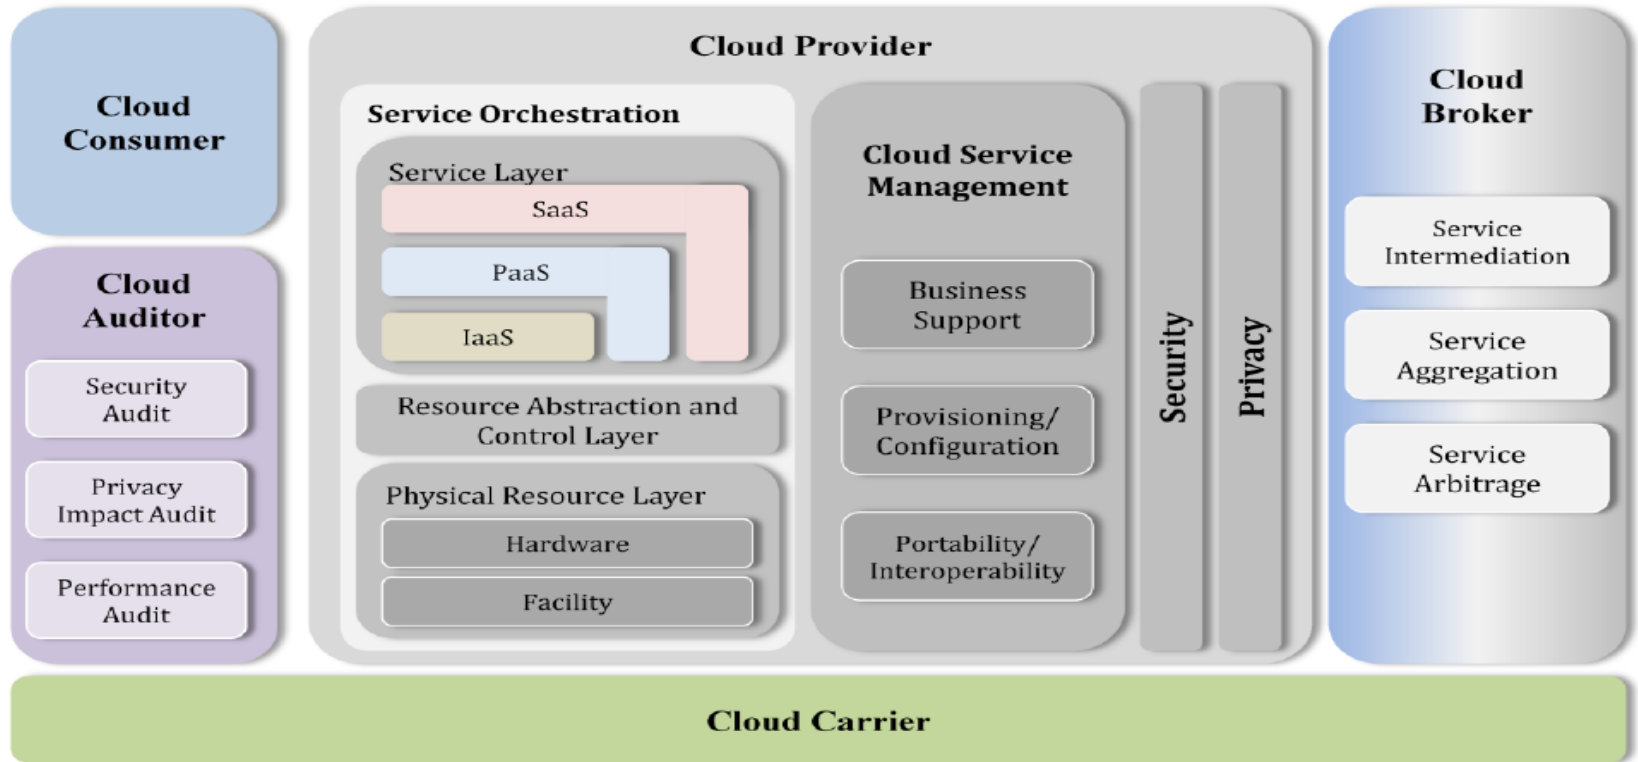 Cloud
Consumer
Cloud
Auditor
Security
Audit
Privacy
Impact Audit
Performance
Audit
Cloud Provider
Service Orchestration
Service Layer
SaaS
PaaS
IaaS
Resource Abstraction and
Control Layer
Physical Resource Layer
Hardware
Facility
Cloud Service
Management
Business
Support
Provisioning/
Configuration
Portability/
Interoperability
Security
Privacy
Cloud
Broker
Service
Intermediation
Service
Aggregation
Service
Arbitrage
Cloud Carrier